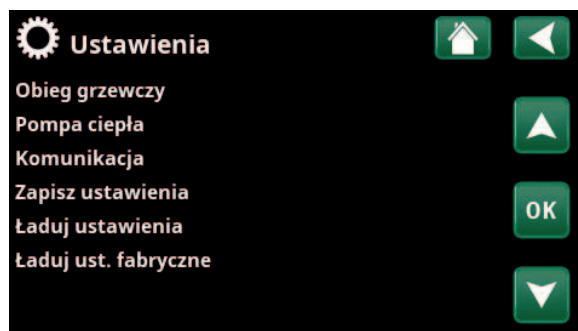 Ustawienia
Obieg grzewczy
Pompa ciepła
Komunikacja
Zapisz ustawienia
OK
Ładuj ustawienia
Ładuj ust. fabryczne